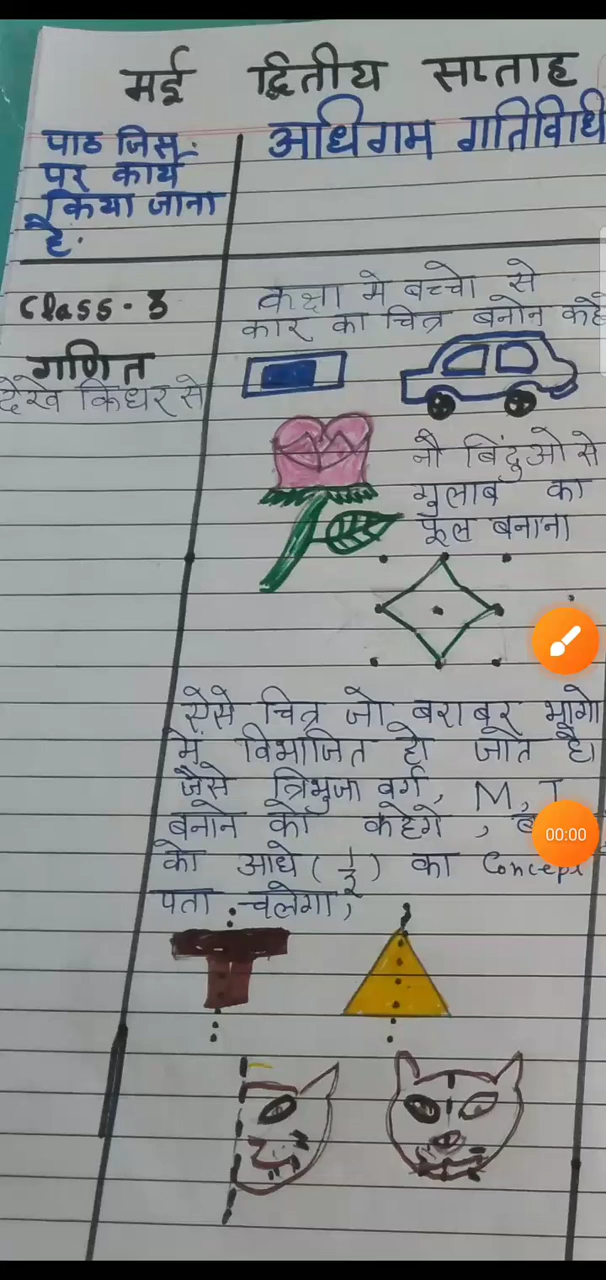 मई द्वितीय सप्ताह
पाठ जिस
पर कार्य
किया जाना
है.
अधिगम गतिविधि
Class - 3
गणित
देखे किधर से
कक्षा मे बच्चो से
कार का चित्र बनाने कहे
नौ बिंदुओ से
गुलाब का
फूल बनाना
ऐसे चित्र जो बराबर भागो
मे विभाजित हो जाते है।
जैसे त्रिभुजा वर्ग, M, T
बनाने को कहेगे ,
को आधे ( 1/2 ) का Concept
पता चलेगा,
00:00